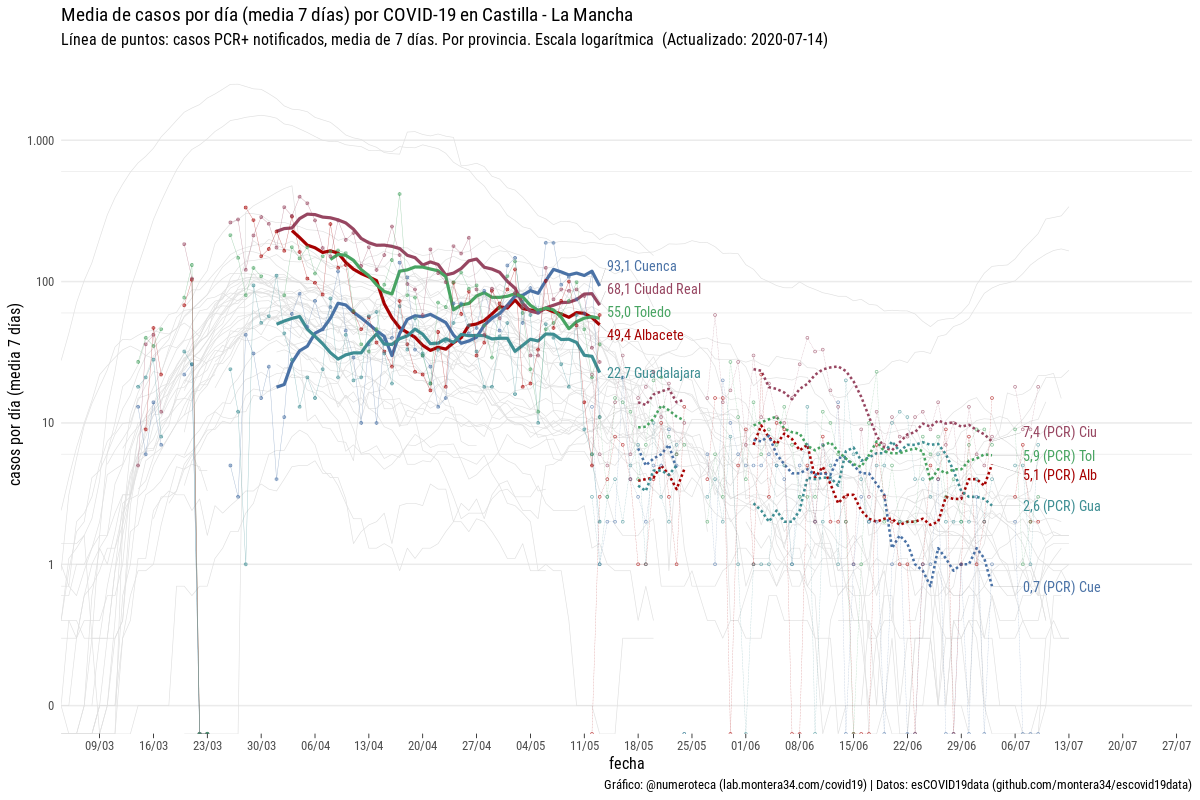 Media de casos por día (media 7 días) por COVID-19 en Castilla - La Mancha
Línea de puntos: casos PCR+ notificados, media de 7 días. Por provincia. Escala logarítmica  (Actualizado: 2020-07-14)
casos por día (media 7 días)
1.000
100
10
1
0
93,1 Cuenca
68,1 Ciudad Real
55,0 Toledo
49,4 Albacete
22,7 Guadalajara
7,4 (PCR) Ciu
5,9 (PCR) Tol
5,1 (PCR) Alb
2,6 (PCR) Gua
0,7 (PCR) Cue
09/03 16/03 23/03 30/03 06/04 13/04 20/04 27/04 04/05 11/05 18/05 25/05 01/06 08/06 15/06 22/06 29/06 06/07 13/07 20/07 27/07
fecha
Gráfico: @numeroteca (lab.montera34.com/covid19) | Datos: esCOVID19data (github.com/montera34/escovid19data)